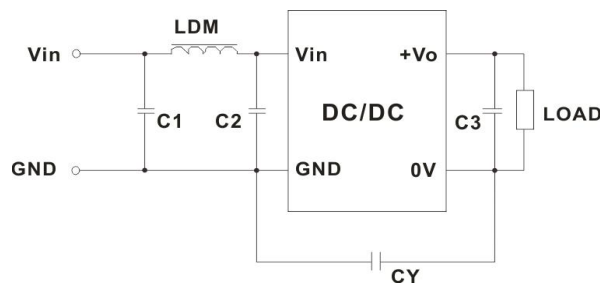 LDM
Vin
Vin
+Vo
C1
C2
DC/DC
C3
LOAD
GND
GND
0V
CY